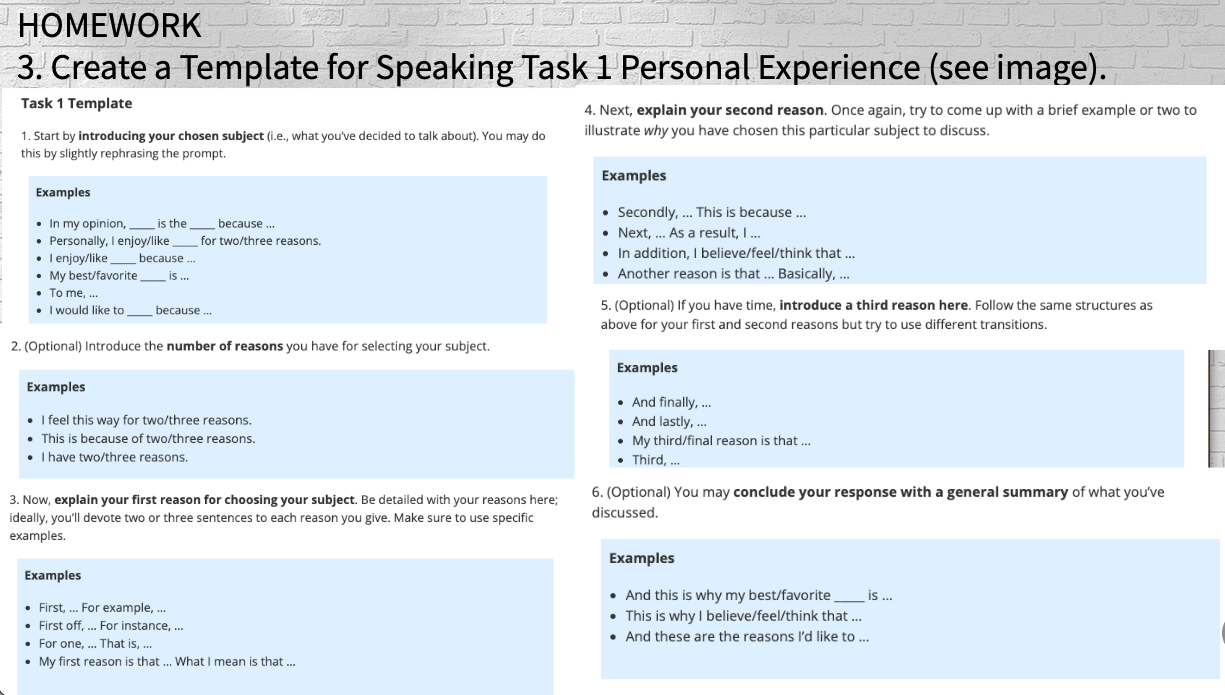 HOMEWORK
3. Create a Template for Speaking Task 1 Personal Experience (see image).
Task 1 Template
1. Start by introducing your chosen subject (i.e., what you've decided to talk about). You may do
this by slightly rephrasing the prompt.
Examples
• In my opinion, _____ is the _____ because ...
• Personally, I enjoy/like _____ for two/three reasons.
• I enjoy/like _____ because ...
• My best/favorite _____ is ...
• To me, ...
• I would like to _____ because ...
2. (Optional) Introduce the number of reasons you have for selecting your subject.
Examples
• I feel this way for two/three reasons.
• This is because of two/three reasons.
• I have two/three reasons.
3. Now, explain your first reason for choosing your subject. Be detailed with your reasons here;
ideally, you'll devote two or three sentences to each reason you give. Make sure to use specific
examples.
Examples
• First, ... For example, ...
• First off, ... For instance, ...
• For one, ... That is, ...
• My first reason is that ... What I mean is that ...
4. Next, explain your second reason. Once again, try to come up with a brief example or two to
illustrate why you have chosen this particular subject to discuss.
Examples
• Secondly, ... This is because ...
• Next, ... As a result, I ...
• In addition, I believe/feel/think that ...
• Another reason is that ... Basically, ...
5. (Optional) If you have time, introduce a third reason here. Follow the same structures as
above for your first and second reasons but try to use different transitions.
Examples
• And finally, ...
• And lastly, ...
• My third/final reason is that ...
• Third, ...
6. (Optional) You may conclude your response with a general summary of what you've
discussed.
Examples
• And this is why my best/favorite _____ is ...
• This is why I believe/feel/think that ...
• And these are the reasons I'd like to ...